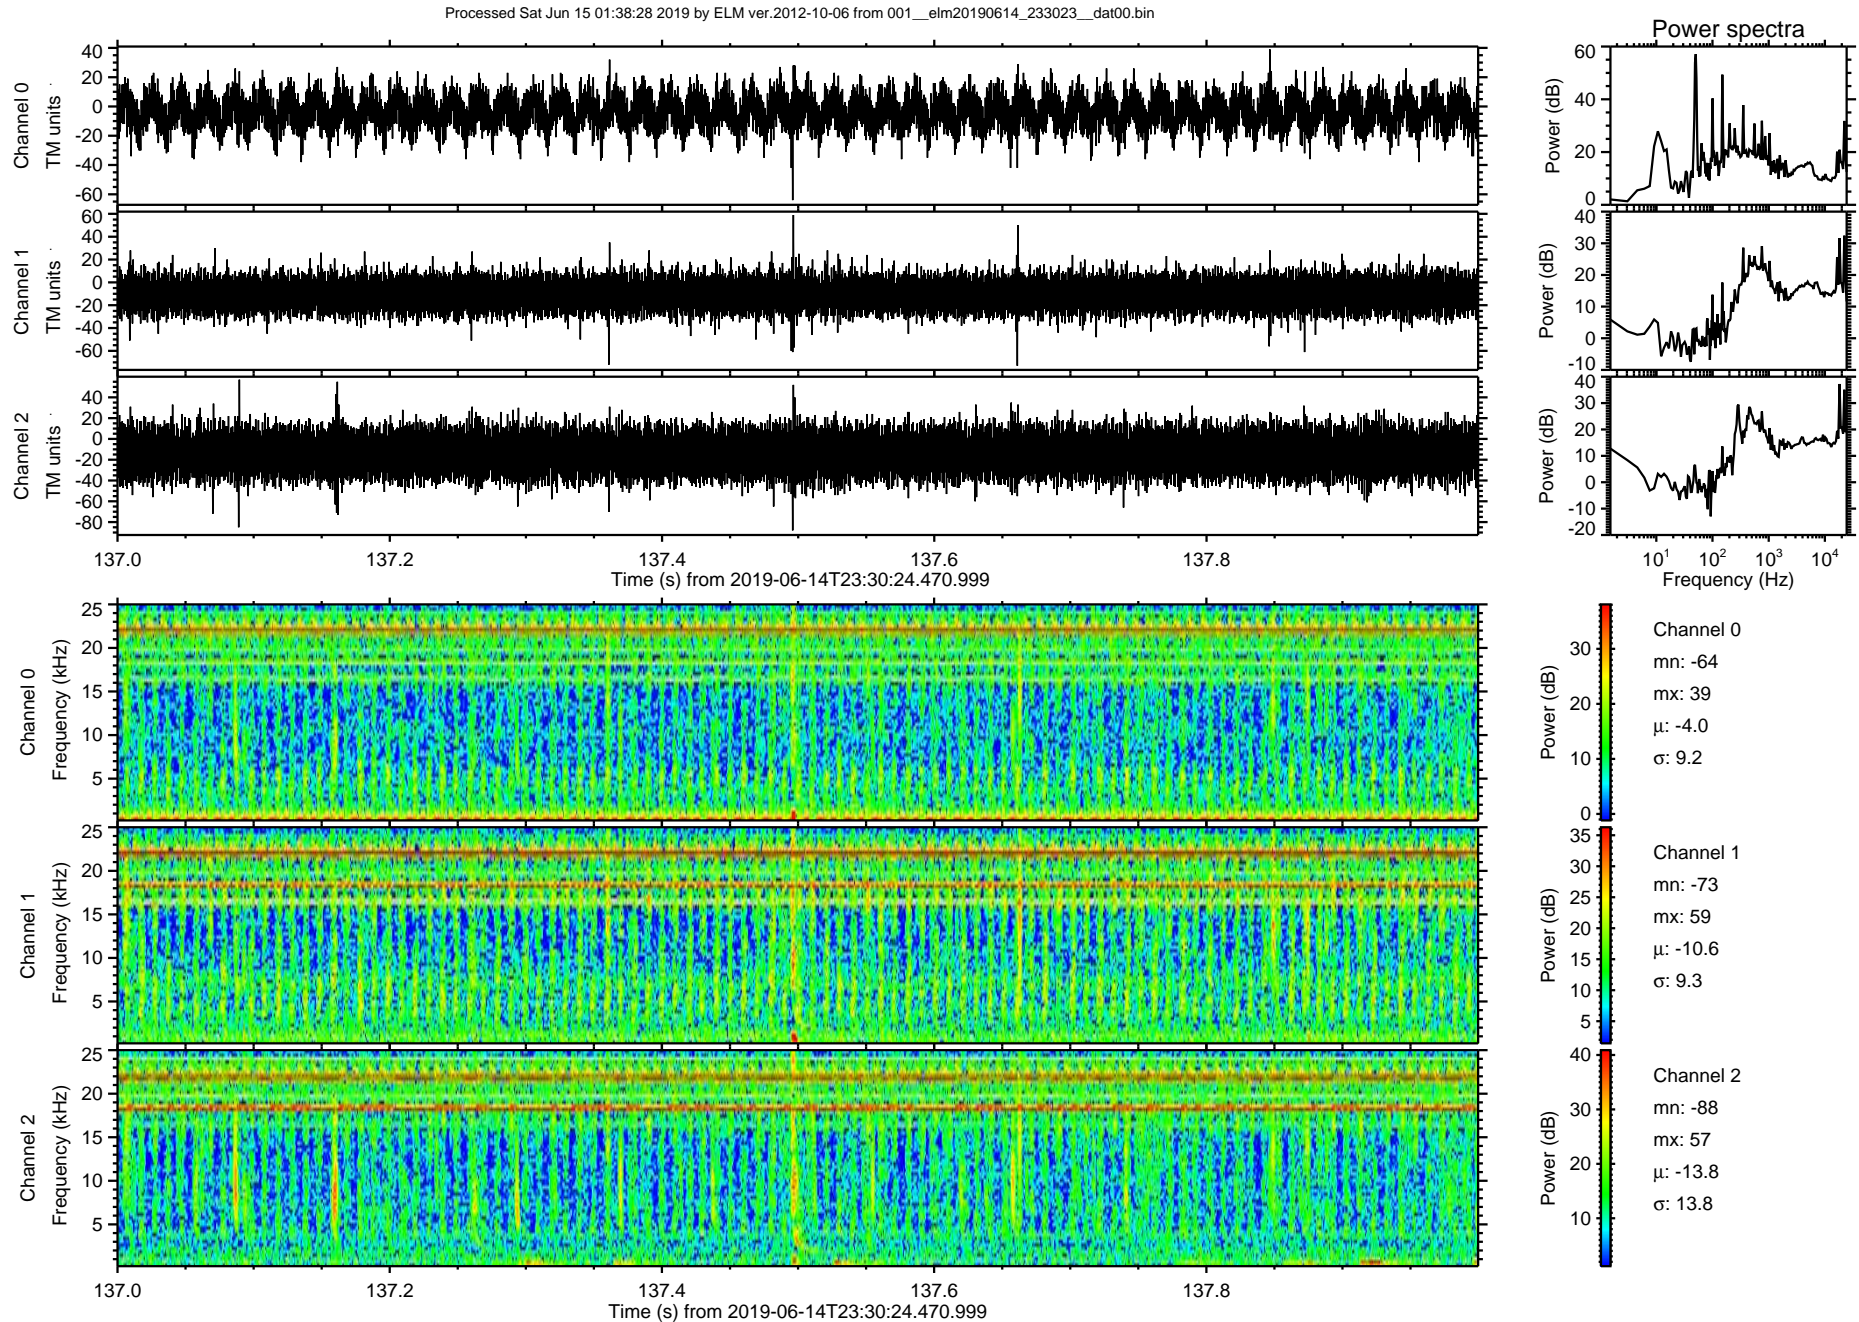 Processed Sat Jun 15 01:38:28 2019 by ELM ver.2012-10-06 from 001__elm20190614_233023__dat00.bin
Power spectra
Channel 0
TM units
40
20
0
-20
-40
-60
Power (dB)
60
40
20
0
Channel 1
TM units
60
40
20
0
-20
-40
-60
Power (dB)
40
30
20
10
0
-10
Channel 2
TM units
40
20
0
-20
-40
-60
-80
Power (dB)
40
30
20
10
0
-10
-20
137.0 137.2 137.4 137.6 137.8
Time (s) from 2019-06-14T23:30:24.470.999
10¹ 10² 10³ 10⁴
Frequency (Hz)
Channel 0
Frequency (kHz)
25
20
15
10
5
Power (dB)
30
20
10
0
Channel 0
mn: -64
mx: 39
μ: -4.0
σ: 9.2
Channel 1
Frequency (kHz)
25
20
15
10
5
Power (dB)
35
30
25
20
15
10
5
Channel 1
mn: -73
mx: 59
μ: -10.6
σ: 9.3
Channel 2
Frequency (kHz)
25
20
15
10
5
Power (dB)
40
30
20
10
Channel 2
mn: -88
mx: 57
μ: -13.8
σ: 13.8
137.0 137.2 137.4 137.6 137.8
Time (s) from 2019-06-14T23:30:24.470.999